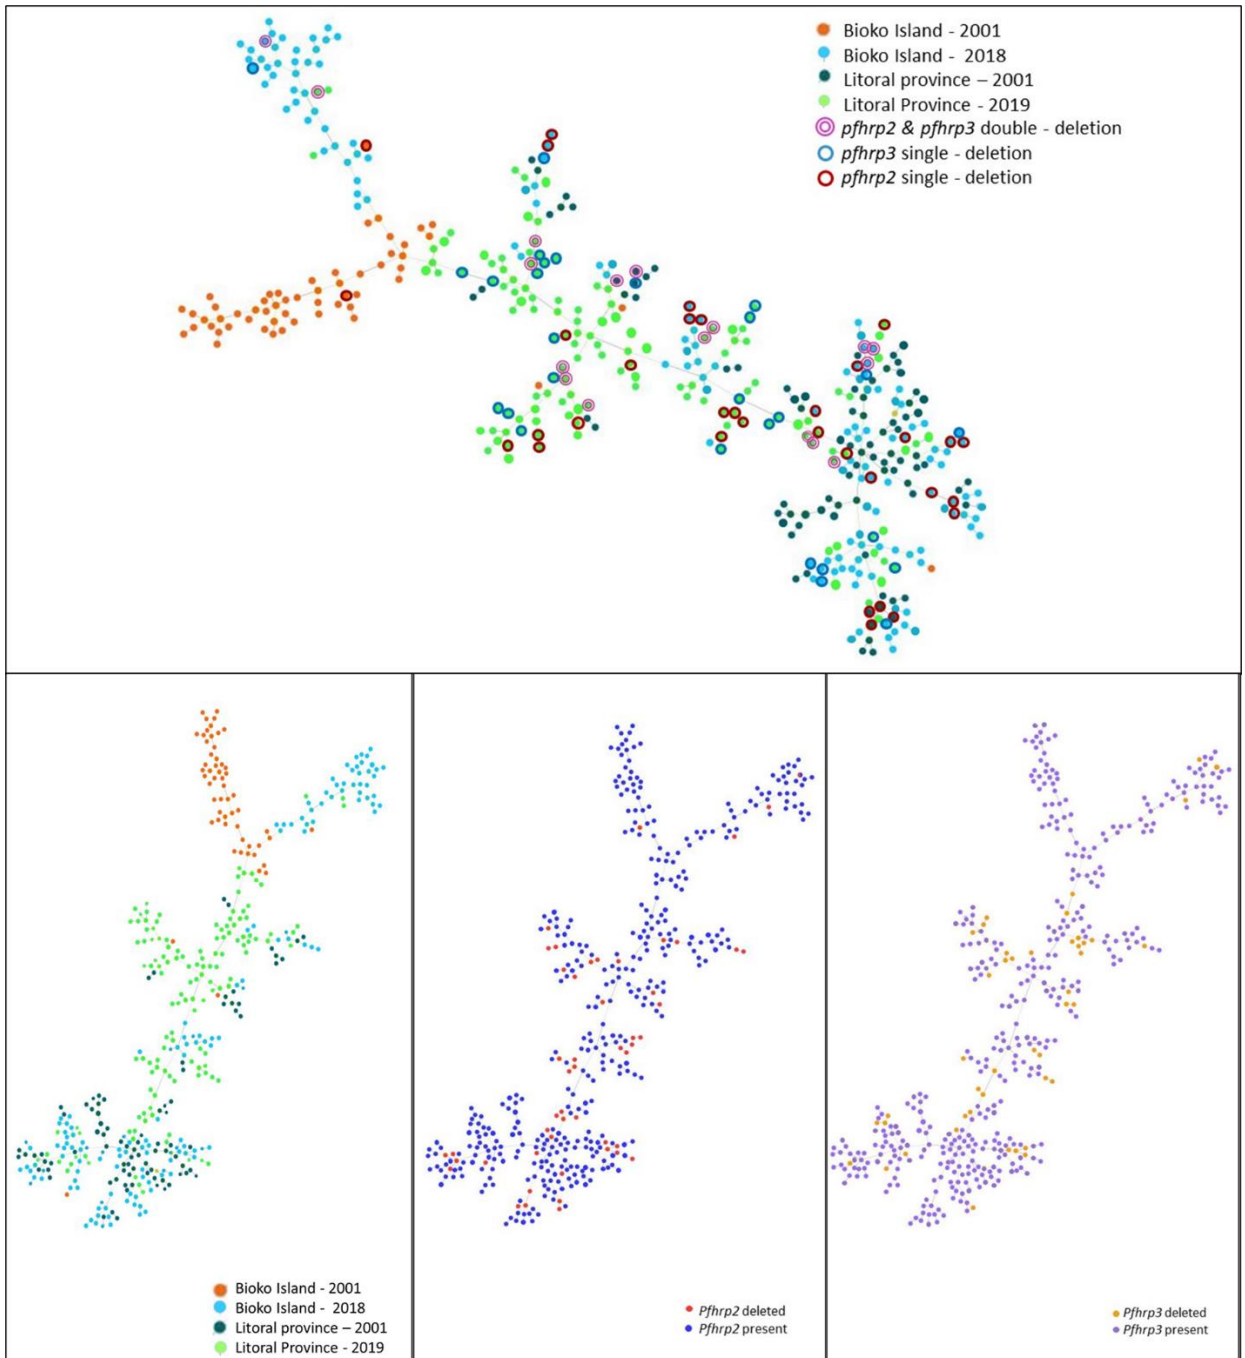 Bioko Island - 2001
Bioko Island - 2018
Litoral province – 2001
Litoral Province - 2019
pfhrp2 & pfhrp3 double - deletion
pfhrp3 single - deletion
pfhrp2 single - deletion
Bioko Island - 2001
Bioko Island - 2018
Litoral province – 2001
Litoral Province - 2019
Pfhrp2 deleted
Pfhrp2 present
Pfhrp3 deleted
Pfhrp3 present